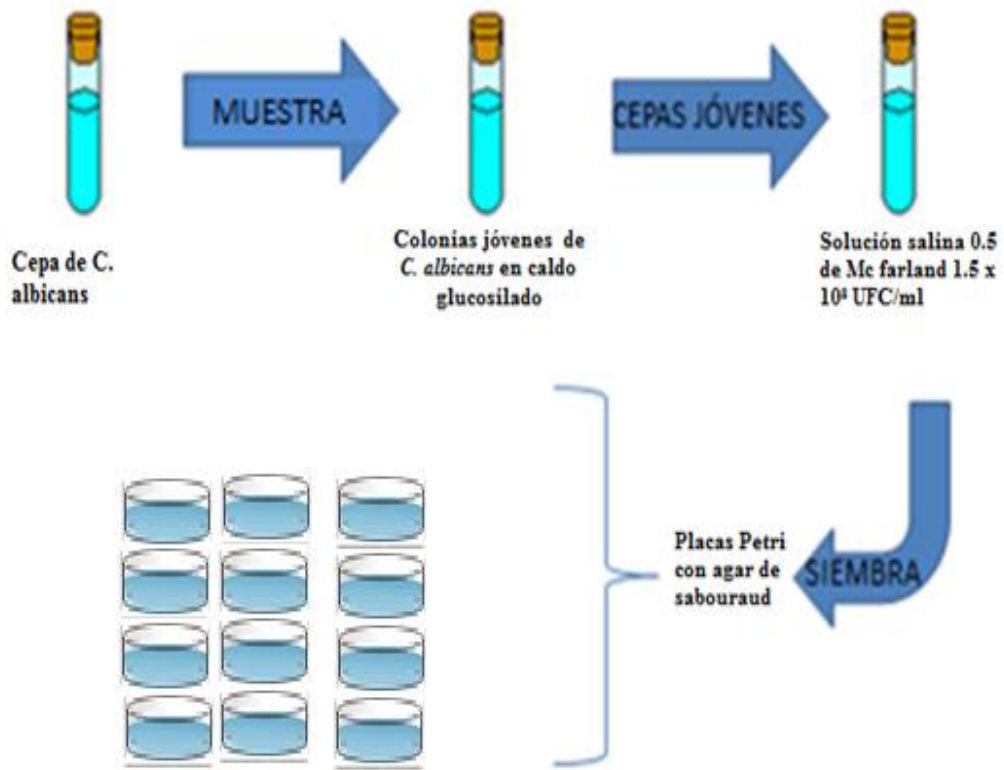 MUESTRA
CEPAS JÓVENES
Cepa de C.
albicans
Colonias jóvenes de
C. albicans en caldo
glucosilado
Solución salina 0.5
de Mc farland 1.5 x
10⁸ UFC/ml
Placas Petri
con agar de
sabouraud
SIEMBRA